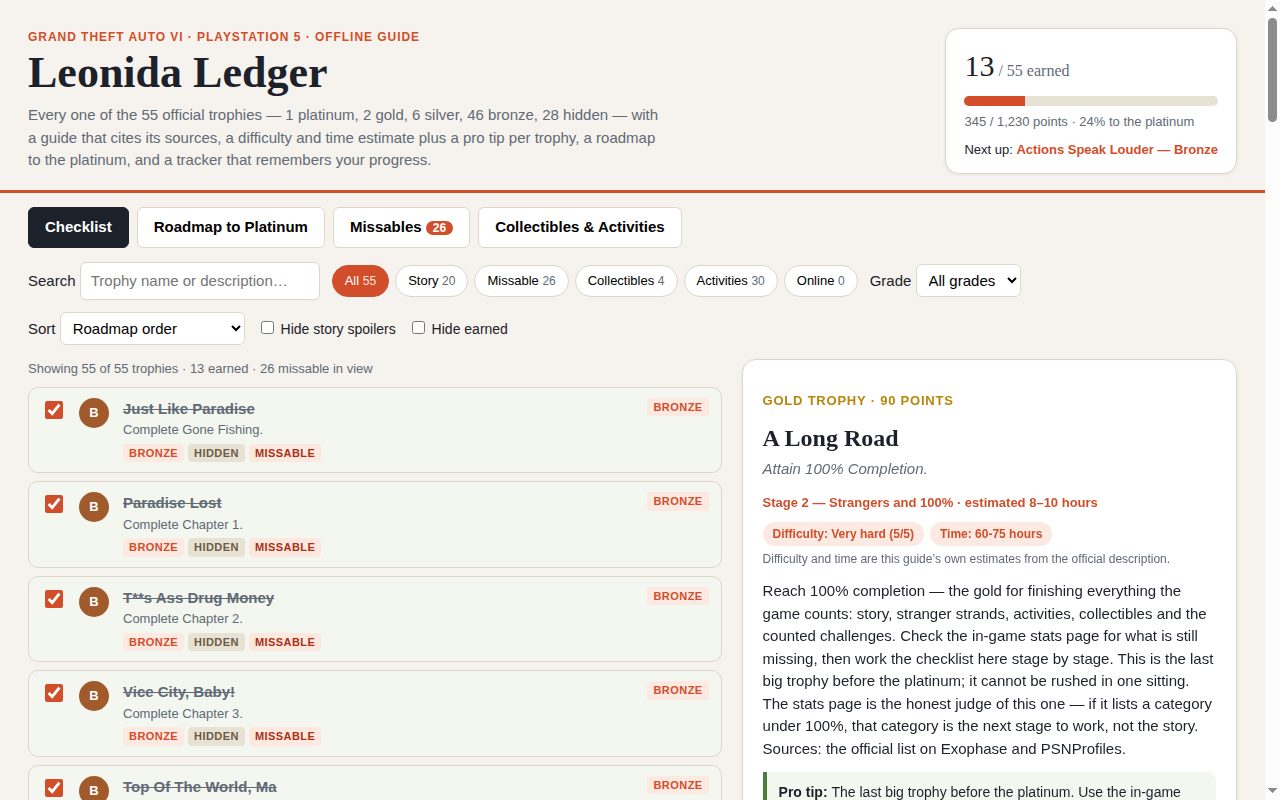 GRAND THEFT AUTO VI · PLAYSTATION 5 · OFFLINE GUIDE
Leonida Ledger
Every one of the 55 official trophies — 1 platinum, 2 gold, 6 silver, 46 bronze, 28 hidden — with
a guide that cites its sources, a difficulty and time estimate plus a pro tip per trophy, a roadmap
to the platinum, and a tracker that remembers your progress.
13 / 55 earned
345 / 1,230 points · 24% to the platinum
Next up: Actions Speak Louder — Bronze
Checklist
Roadmap to Platinum
Missables 26
Collectibles & Activities
Search Trophy name or description…
All 55
Story 20
Missable 26
Collectibles 4
Activities 30
Online 0
Grade All grades
Sort Roadmap order
Hide story spoilers
Hide earned
Showing 55 of 55 trophies · 13 earned · 26 missable in view
B
Just Like Paradise
BRONZE
Complete Gone Fishing.
BRONZE HIDDEN MISSABLE
B
Paradise Lost
BRONZE
Complete Chapter 1.
BRONZE HIDDEN MISSABLE
B
T**s Ass Drug Money
BRONZE
Complete Chapter 2.
BRONZE HIDDEN MISSABLE
B
Vice City, Baby!
BRONZE
Complete Chapter 3.
BRONZE HIDDEN MISSABLE
B
Top Of The World, Ma
BRONZE
GOLD TROPHY · 90 POINTS
A Long Road
Attain 100% Completion.
Stage 2 — Strangers and 100% · estimated 8–10 hours
Difficulty: Very hard (5/5)
Time: 60-75 hours
Difficulty and time are this guide's own estimates from the official description.
Reach 100% completion — the gold for finishing everything the
game counts: story, stranger strands, activities, collectibles and the
counted challenges. Check the in-game stats page for what is still
missing, then work the checklist here stage by stage. This is the last
big trophy before the platinum; it cannot be rushed in one sitting.
The stats page is the honest judge of this one — if it lists a category
under 100%, that category is the next stage to work, not the story.
Sources: the official list on Exophase and PSNProfiles.
Pro tip: The last big trophy before the platinum. Use the in-game